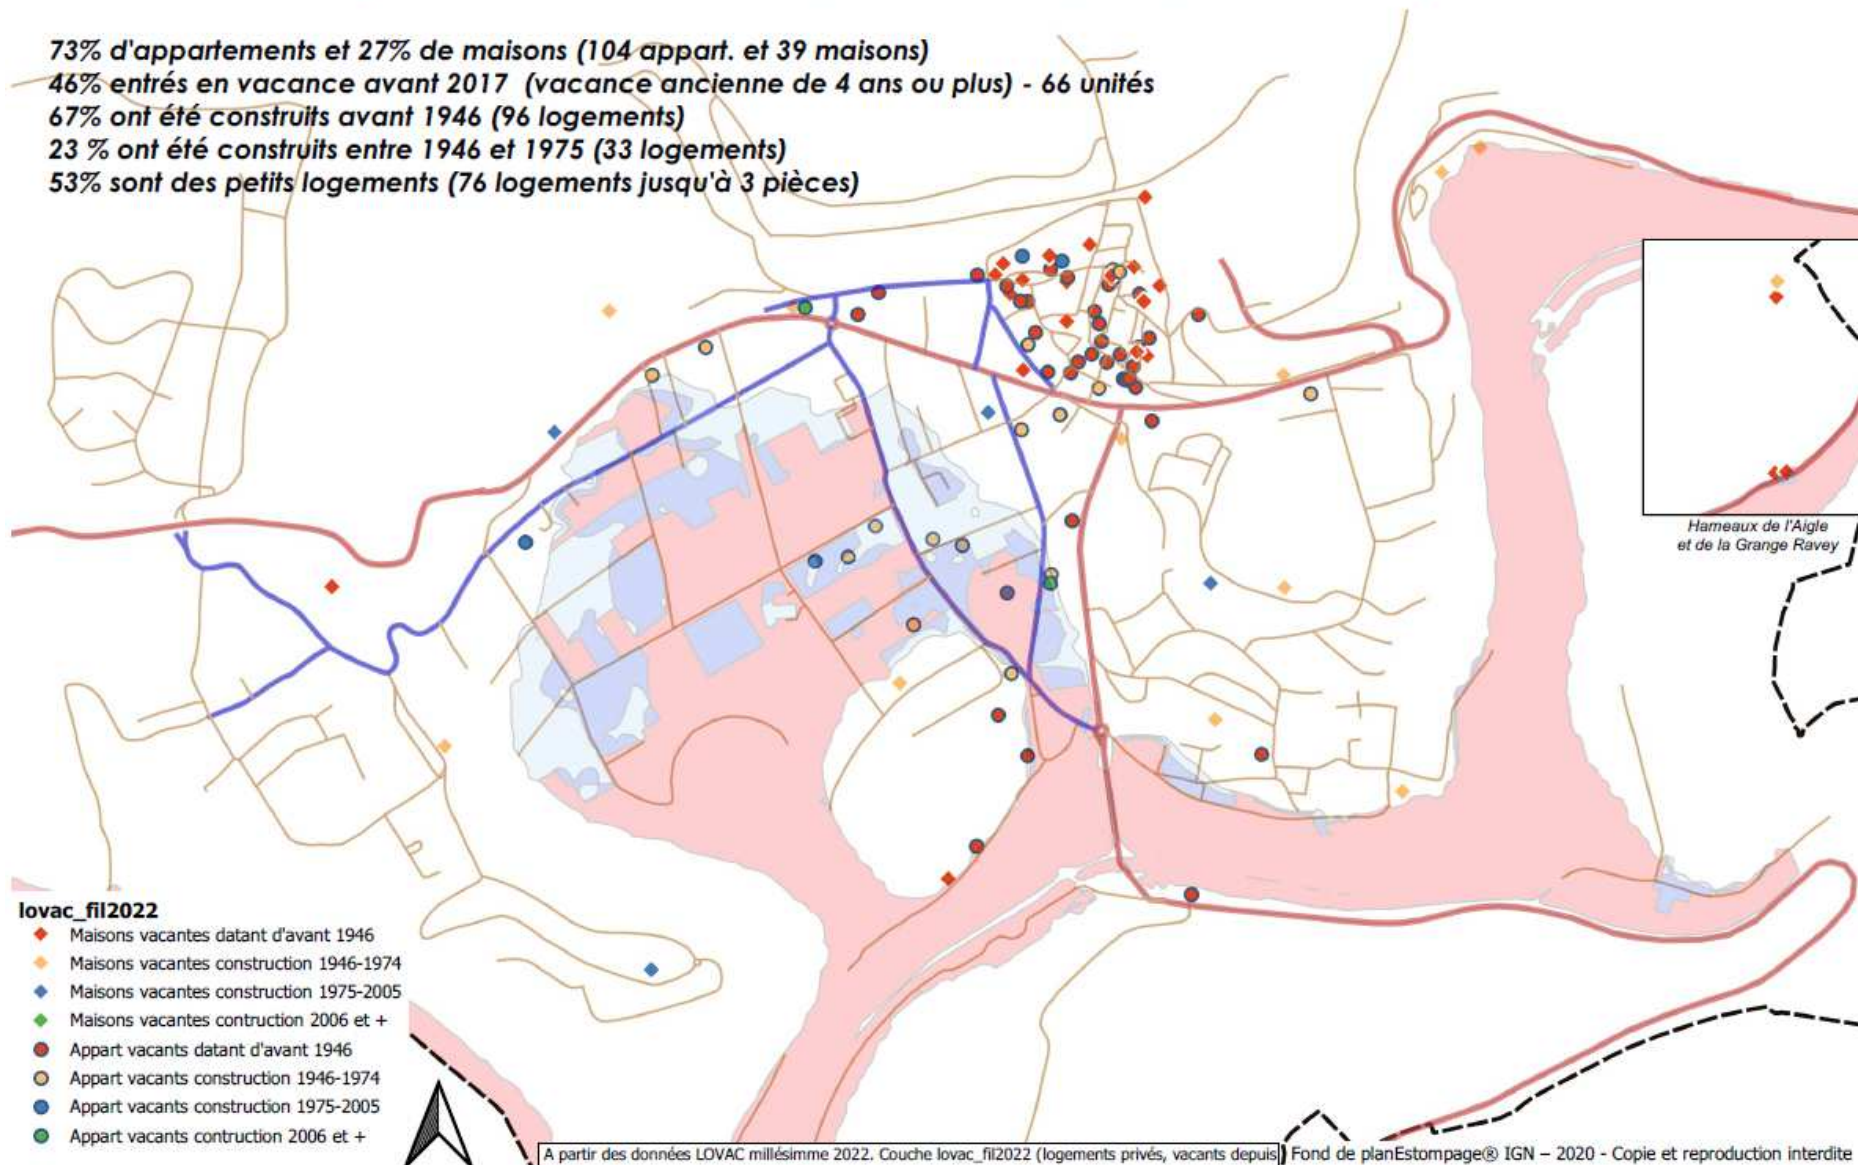 73% d'appartements et 27% de maisons (104 appart. et 39 maisons)
46% entrés en vacance avant 2017 (vacance ancienne de 4 ans ou plus) - 66 unités
67% ont été construits avant 1946 (96 logements)
23 % ont été construits entre 1946 et 1975 (33 logements)
53% sont des petits logements (76 logements jusqu'à 3 pièces)
Hameaux de l'Aigle
et de la Grange Ravey
lovac_fil2022
Maisons vacantes datant d'avant 1946
Maisons vacantes construction 1946-1974
Maisons vacantes construction 1975-2005
Maisons vacantes contruction 2006 et +
Appart vacants datant d'avant 1946
Appart vacants construction 1946-1974
Appart vacants construction 1975-2005
Appart vacants contruction 2006 et +
A partir des données LOVAC millésimme 2022. Couche lovac_fil2022 (logements privés, vacants depuis
Fond de planEstompage® IGN – 2020 - Copie et reproduction interdite